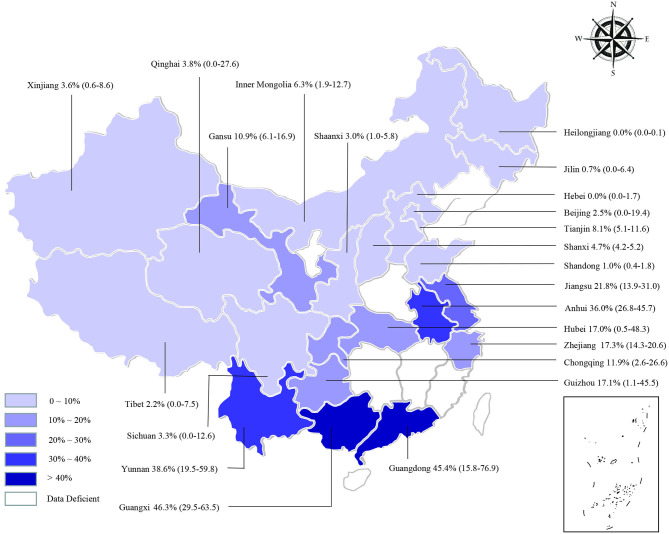 N
W
E
S
Qinghai 3.8% (0.0-27.6)
Xinjiang 3.6% (0.6-8.6)
Inner Mongolia 6.3% (1.9-12.7)
Gansu 10.9% (6.1-16.9)
Shaanxi 3.0% (1.0-5.8)
Heilongjiang 0.0% (0.0-0.1)
Jilin 0.7% (0.0-6.4)
Hebei 0.0% (0.0-1.7)
Beijing 2.5% (0.0-19.4)
Tianjin 8.1% (5.1-11.6)
Shanxi 4.7% (4.2-5.2)
Shandong 1.0% (0.4-1.8)
Jiangsu 21.8% (13.9-31.0)
Anhui 36.0% (26.8-45.7)
Hubei 17.0% (0.5-48.3)
Zhejiang 17.3% (14.3-20.6)
Chongqing 11.9% (2.6-26.6)
Guizhou 17.1% (1.1-45.5)
Tibet 2.2% (0.0-7.5)
Sichuan 3.3% (0.0-12.6)
Yunnan 38.6% (19.5-59.8)
Guangdong 45.4% (15.8-76.9)
Guangxi 46.3% (29.5-63.5)
0 – 10%
10% – 20%
20% – 30%
30% – 40%
> 40%
Data Deficient